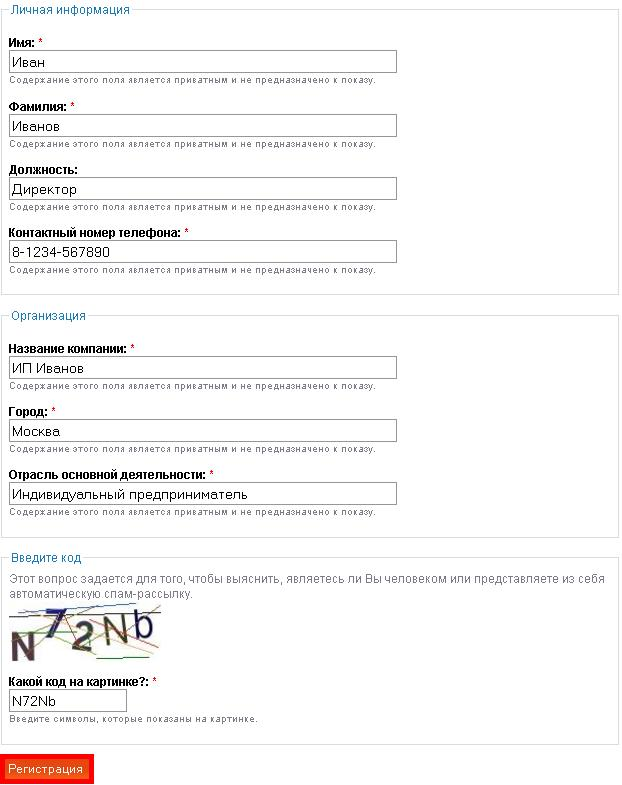 Личная информация
Имя: *
Иван
Содержание этого поля является приватным и не предназначено к показу.
Фамилия: *
Иванов
Содержание этого поля является приватным и не предназначено к показу.
Должность:
Директор
Содержание этого поля является приватным и не предназначено к показу.
Контактный номер телефона: *
8-1234-567890
Содержание этого поля является приватным и не предназначено к показу.
Организация
Название компании: *
ИП Иванов
Содержание этого поля является приватным и не предназначено к показу.
Город: *
Москва
Содержание этого поля является приватным и не предназначено к показу.
Отрасль основной деятельности: *
Индивидуальный предприниматель
Содержание этого поля является приватным и не предназначено к показу.
Введите код
Этот вопрос задается для того, чтобы выяснить, являетесь ли Вы человеком или представляете из себя
автоматическую спам-рассылку.
N72Nb
Какой код на картинке?: *
N72Nb
Введите символы, которые показаны на картинке.
Регистрация